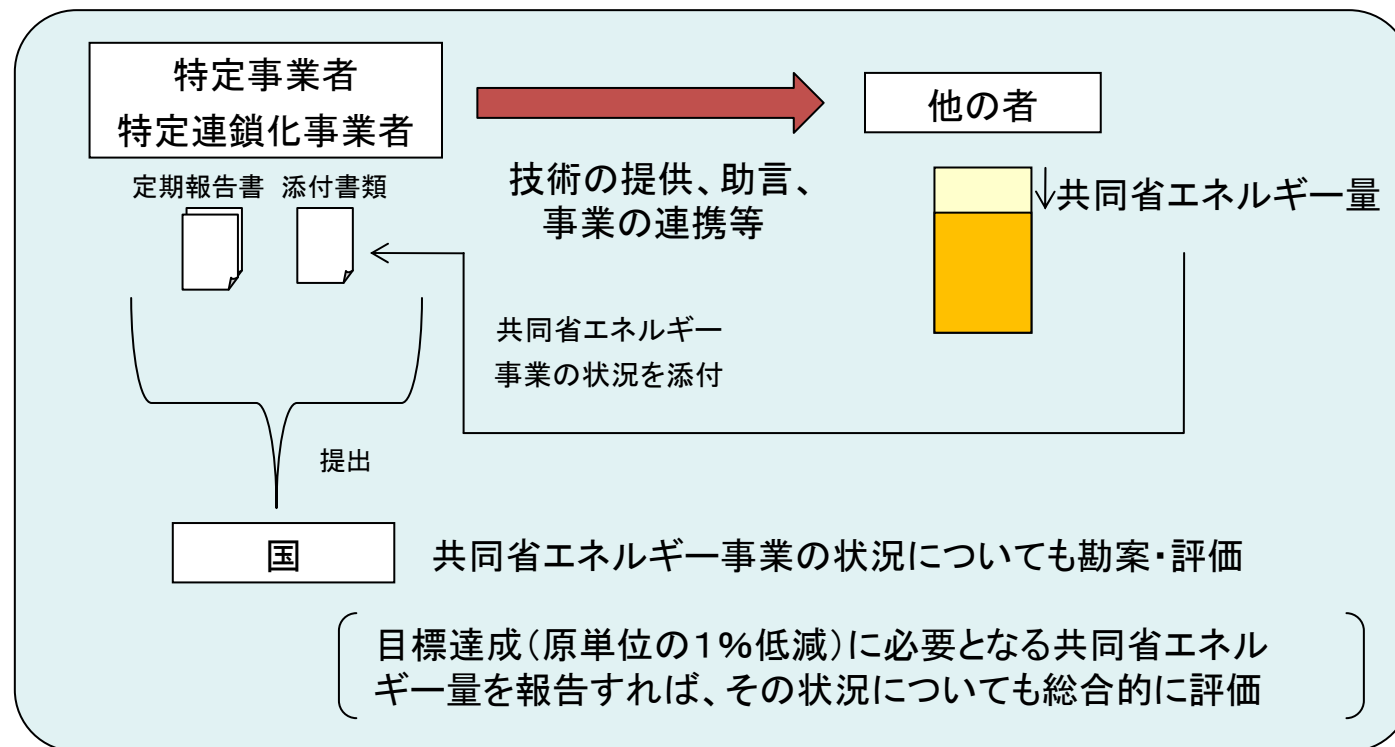 特定事業者
特定連鎖化事業者
他の者
定期報告書
添付書類
技術の提供、助言、
事業の連携等
↓共同省エネルギー量
共同省エネルギー
事業の状況を添付
提出
国
共同省エネルギー事業の状況についても勘案・評価
目標達成(原単位の1%低減)に必要となる共同省エネル
ギー量を報告すれば、その状況についても総合的に評価